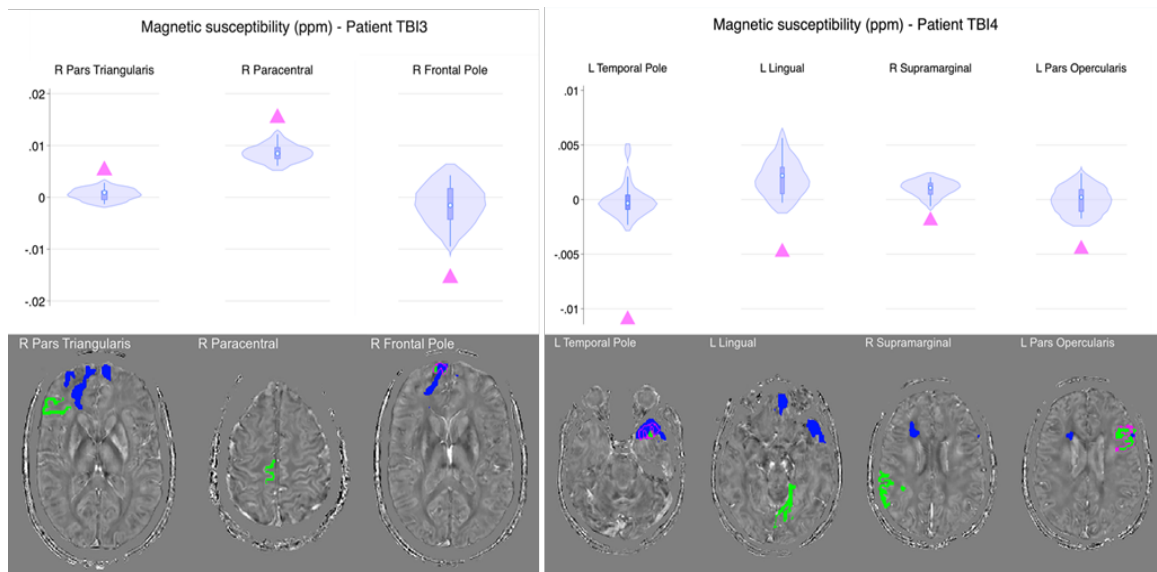 Magnetic susceptibility (ppm) - Patient TBI3
R Pars Triangularis R Paracentral R Frontal Pole
.02
.01
0
-.01
-.02
R Pars Triangularis R Paracentral R Frontal Pole
Magnetic susceptibility (ppm) - Patient TBI4
L Temporal Pole L Lingual R Supramarginal L Pars Opercularis
.01
.005
0
-.005
-.01
L Temporal Pole L Lingual R Supramarginal L Pars Opercularis